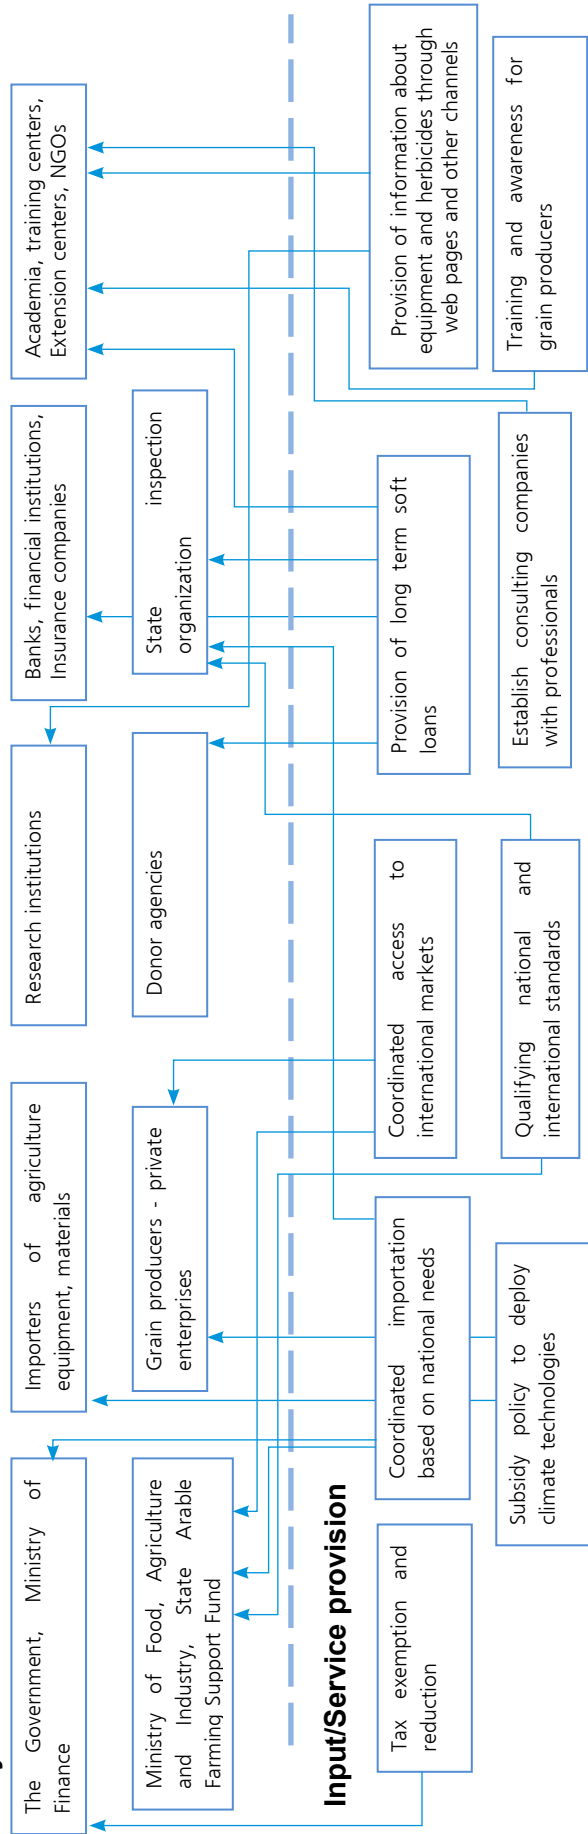 The Government, Ministry of
Finance
Importers of agriculture
equipment, materials
Research institutions
Banks, financial institutions,
Insurance companies
Academia, training centers,
Extension centers, NGOs
Ministry of Food, Agriculture
and Industry, State Arable
Farming Support Fund
Grain producers - private
enterprises
Donor agencies
State inspection
organization
Input/Service provision
Tax exemption and
reduction
Coordinated importation
based on national needs
Coordinated access to
international markets
Provision of long term soft
loans
Provision of information about
equipment and herbicides through
web pages and other channels
Subsidy policy to deploy
climate technologies
Qualifying national and
international standards
Establish consulting companies
with professionals
Training and awareness for
grain producers